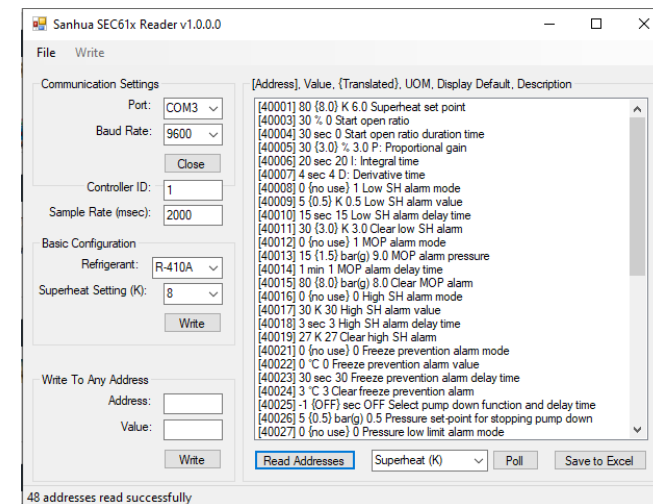 Sanhua SEC61x Reader v1.0.0.0
File Write
Communication Settings
Port: COM3
Baud Rate: 9600
Close
Controller ID: 1
Sample Rate (msec): 2000
Basic Configuration
Refrigerant: R-410A
Superheat Setting (K): 8
Write
Write To Any Address
Address:
Value:
Write
[Address], Value, {Translated}, UOM, Display Default, Description
[40001] 80 {8.0} K 6.0 Superheat set point
[40003] 30 % 0 Start open ratio
[40004] 30 sec 0 Start open ratio duration time
[40005] 30 {3.0} % 3.0 P: Proportional gain
[40006] 20 sec 20 I: Integral time
[40007] 4 sec 4 D: Derivative time
[40008] 0 {no use} 1 Low SH alarm mode
[40009] 5 {0.5} K 0.5 Low SH alarm value
[40010] 15 sec 15 Low SH alarm delay time
[40011] 30 {3.0} K 3.0 Clear low SH alarm
[40012] 0 {no use} 1 MOP alarm mode
[40013] 15 {1.5} bar(g) 9.0 MOP alarm pressure
[40014] 1 min 1 MOP alarm delay time
[40015] 80 {8.0} bar(g) 8.0 Clear MOP alarm
[40016] 0 {no use} 0 High SH alarm mode
[40017] 30 K 30 High SH alarm value
[40018] 3 sec 3 High SH alarm delay time
[40019] 27 K 27 Clear high SH alarm
[40021] 0 {no use} 0 Freeze prevention alarm mode
[40022] 0 °C 0 Freeze prevention alarm value
[40023] 30 sec 30 Freeze prevention alarm delay time
[40024] 3 °C 3 Clear freeze prevention alarm
[40025] -1 {OFF} sec OFF Select pump down function and delay time
[40026] 5 {0.5} bar(g) 0.5 Pressure set-point for stopping pump down
[40027] 0 {no use} 0 Pressure low limit alarm mode
Read Addresses Superheat (K) Poll Save to Excel
48 addresses read successfully